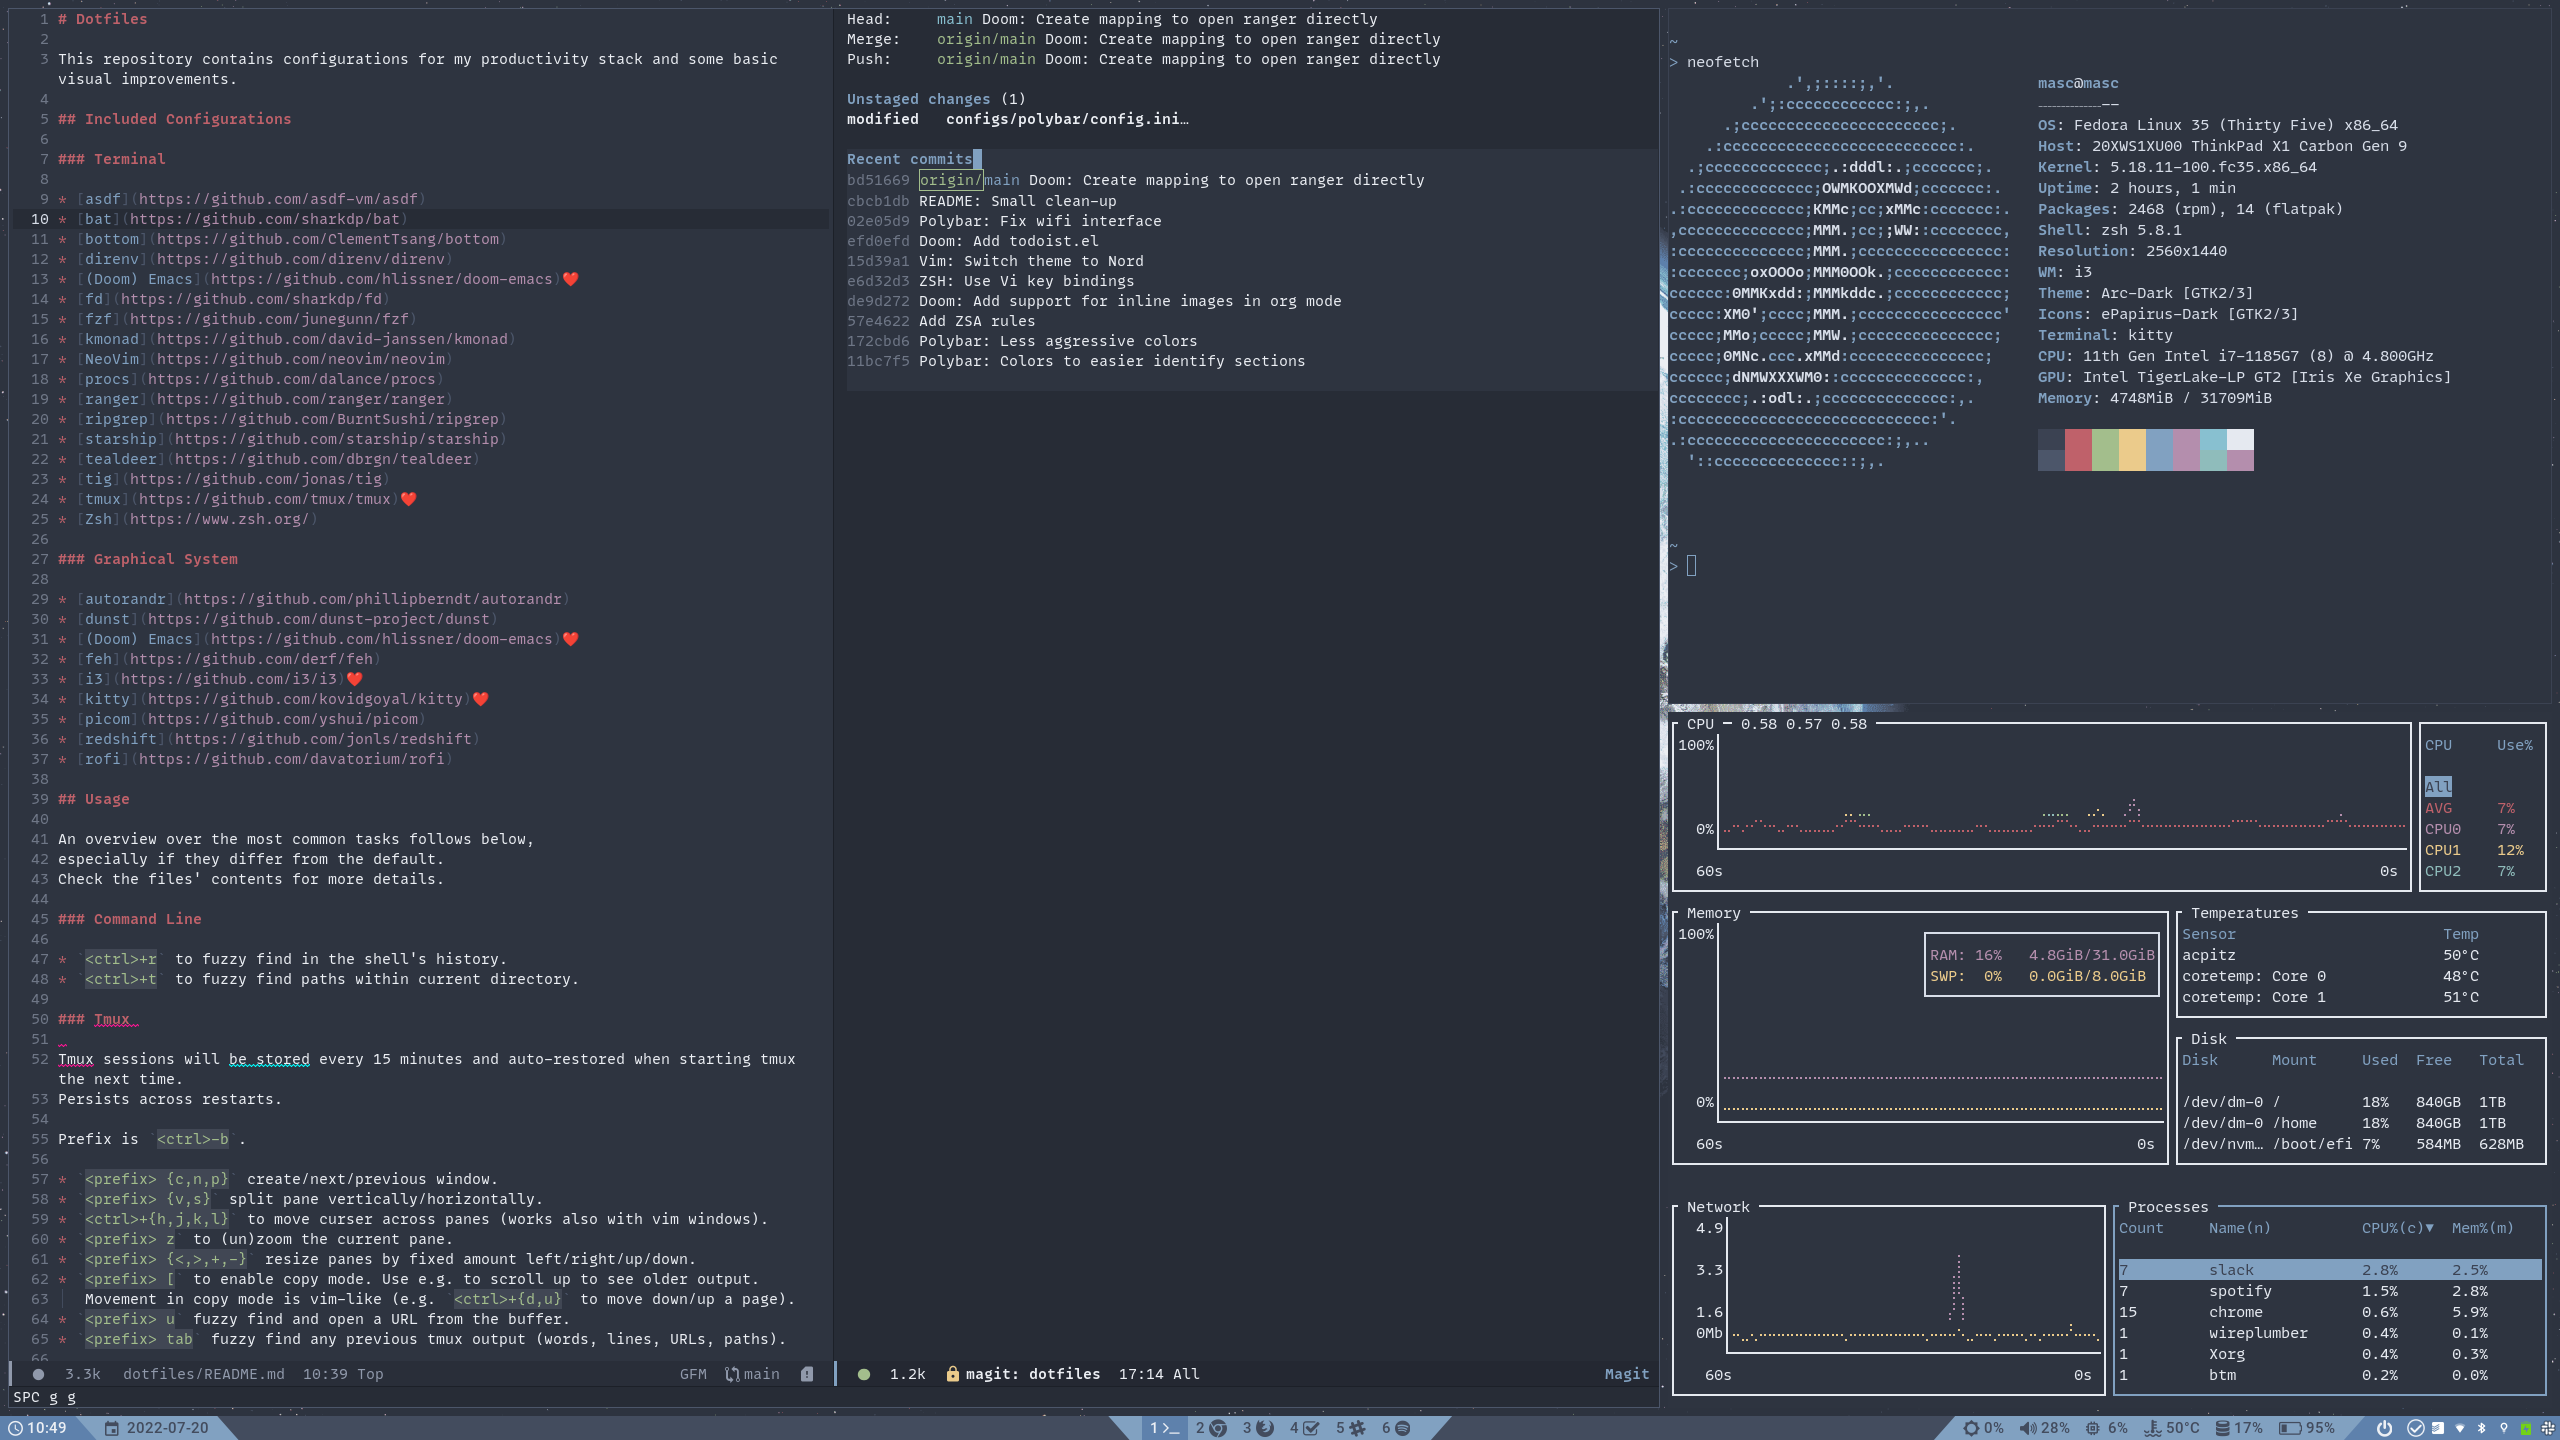 1 # Dotfiles
2
3 This repository contains configurations for my productivity stack and some basic
visual improvements.
4
5 ## Included Configurations
6
7 ### Terminal
8
9 * [asdf](https://github.com/asdf-vm/asdf)
10 * [bat](https://github.com/sharkdp/bat)
11 * [bottom](https://github.com/ClementTsang/bottom)
12 * [direnv](https://github.com/direnv/direnv)
13 * [(Doom) Emacs](https://github.com/hlissner/doom-emacs)❤️
14 * [fd](https://github.com/sharkdp/fd)
15 * [fzf](https://github.com/junegunn/fzf)
16 * [kmonad](https://github.com/david-janssen/kmonad)
17 * [NeoVim](https://github.com/neovim/neovim)
18 * [procs](https://github.com/dalance/procs)
19 * [ranger](https://github.com/ranger/ranger)
20 * [ripgrep](https://github.com/BurntSushi/ripgrep)
21 * [starship](https://github.com/starship/starship)
22 * [tealdeer](https://github.com/dbrgn/tealdeer)
23 * [tig](https://github.com/jonas/tig)
24 * [tmux](https://github.com/tmux/tmux)❤️
25 * [Zsh](https://www.zsh.org/)
26
27 ### Graphical System
28
29 * [autorandr](https://github.com/phillipberndt/autorandr)
30 * [dunst](https://github.com/dunst-project/dunst)
31 * [(Doom) Emacs](https://github.com/hlissner/doom-emacs)❤️
32 * [feh](https://github.com/derf/feh)
33 * [i3](https://github.com/i3/i3)❤️
34 * [kitty](https://github.com/kovidgoyal/kitty)❤️
35 * [picom](https://github.com/yshui/picom)
36 * [redshift](https://github.com/jonls/redshift)
37 * [rofi](https://github.com/davatorium/rofi)
38
39 ## Usage
40
41 An overview over the most common tasks follows below,
42 especially if they differ from the default.
43 Check the files' contents for more details.
44
45 ### Command Line
46
47 * `<ctrl>+r` to fuzzy find in the shell's history.
48 * `<ctrl>+t` to fuzzy find paths within current directory.
49
50 ### Tmux
51
52 Tmux sessions will be stored every 15 minutes and auto-restored when starting tmux
the next time.
53 Persists across restarts.
54
55 Prefix is `<ctrl>-b`.
56
57 * `<prefix> {c,n,p}` create/next/previous window.
58 * `<prefix> {v,s}` split pane vertically/horizontally.
59 * `<ctrl>+{h,j,k,l}` to move curser across panes (works also with vim windows).
60 * `<prefix> z` to (un)zoom the current pane.
61 * `<prefix> {<,>,+,-}` resize panes by fixed amount left/right/up/down.
62 * `<prefix> [` to enable copy mode. Use e.g. to scroll up to see older output.
63 Movement in copy mode is vim-like (e.g. `<ctrl>+{d,u}` to move down/up a page).
64 * `<prefix> u` fuzzy find and open a URL from the buffer.
65 * `<prefix> tab` fuzzy find any previous tmux output (words, lines, URLs, paths).
66
3.3k dotfiles/README.md 10:39 Top GFM main
SPC g g
Head: main Doom: Create mapping to open ranger directly
Merge: origin/main Doom: Create mapping to open ranger directly
Push: origin/main Doom: Create mapping to open ranger directly
Unstaged changes (1)
modified configs/polybar/config.ini…
Recent commits
bd51669 origin/main Doom: Create mapping to open ranger directly
cbcb1db README: Small clean-up
02e05d9 Polybar: Fix wifi interface
efd0efd Doom: Add todoist.el
15d39a1 Vim: Switch theme to Nord
e6d32d3 ZSH: Use Vi key bindings
de9d272 Doom: Add support for inline images in org mode
57e4622 Add ZSA rules
172cbd6 Polybar: Less aggressive colors
11bc7f5 Polybar: Colors to easier identify sections
1.2k magit: dotfiles 17:14 All Magit
~
> neofetch
masc@masc
OS: Fedora Linux 35 (Thirty Five) x86_64
Host: 20XWS1XU00 ThinkPad X1 Carbon Gen 9
Kernel: 5.18.11-100.fc35.x86_64
Uptime: 2 hours, 1 min
Packages: 2468 (rpm), 14 (flatpak)
Shell: zsh 5.8.1
Resolution: 2560x1440
WM: i3
Theme: Arc-Dark [GTK2/3]
Icons: ePapirus-Dark [GTK2/3]
Terminal: kitty
CPU: 11th Gen Intel i7-1185G7 (8) @ 4.800GHz
GPU: Intel TigerLake-LP GT2 [Iris Xe Graphics]
Memory: 4748MiB / 31709MiB
~
>
CPU 0.58 0.57 0.58
100%
0%
60s 0s
CPU Use%
All
AVG 7%
CPU0 7%
CPU1 12%
CPU2 7%
Memory
100%
RAM: 16% 4.8GiB/31.0GiB
SWP: 0% 0.0GiB/8.0GiB
0%
60s 0s
Temperatures
Sensor Temp
acpitz 50°C
coretemp: Core 0 48°C
coretemp: Core 1 51°C
Disk
Disk Mount Used Free Total
/dev/dm-0 / 18% 840GB 1TB
/dev/dm-0 /home 18% 840GB 1TB
/dev/nvm… /boot/efi 7% 584MB 628MB
Network
4.9
3.3
1.6
0Mb
60s 0s
Processes
Count Name(n) CPU%(c)▼ Mem%(m)
7 slack 2.8% 2.5%
7 spotify 1.5% 2.8%
15 chrome 0.6% 5.9%
1 wireplumber 0.4% 0.1%
1 Xorg 0.4% 0.3%
1 btm 0.2% 0.0%
10:49 2022-07-20 1 2 3 4 5 6 0% 28% 6% 50°C 17% 95%